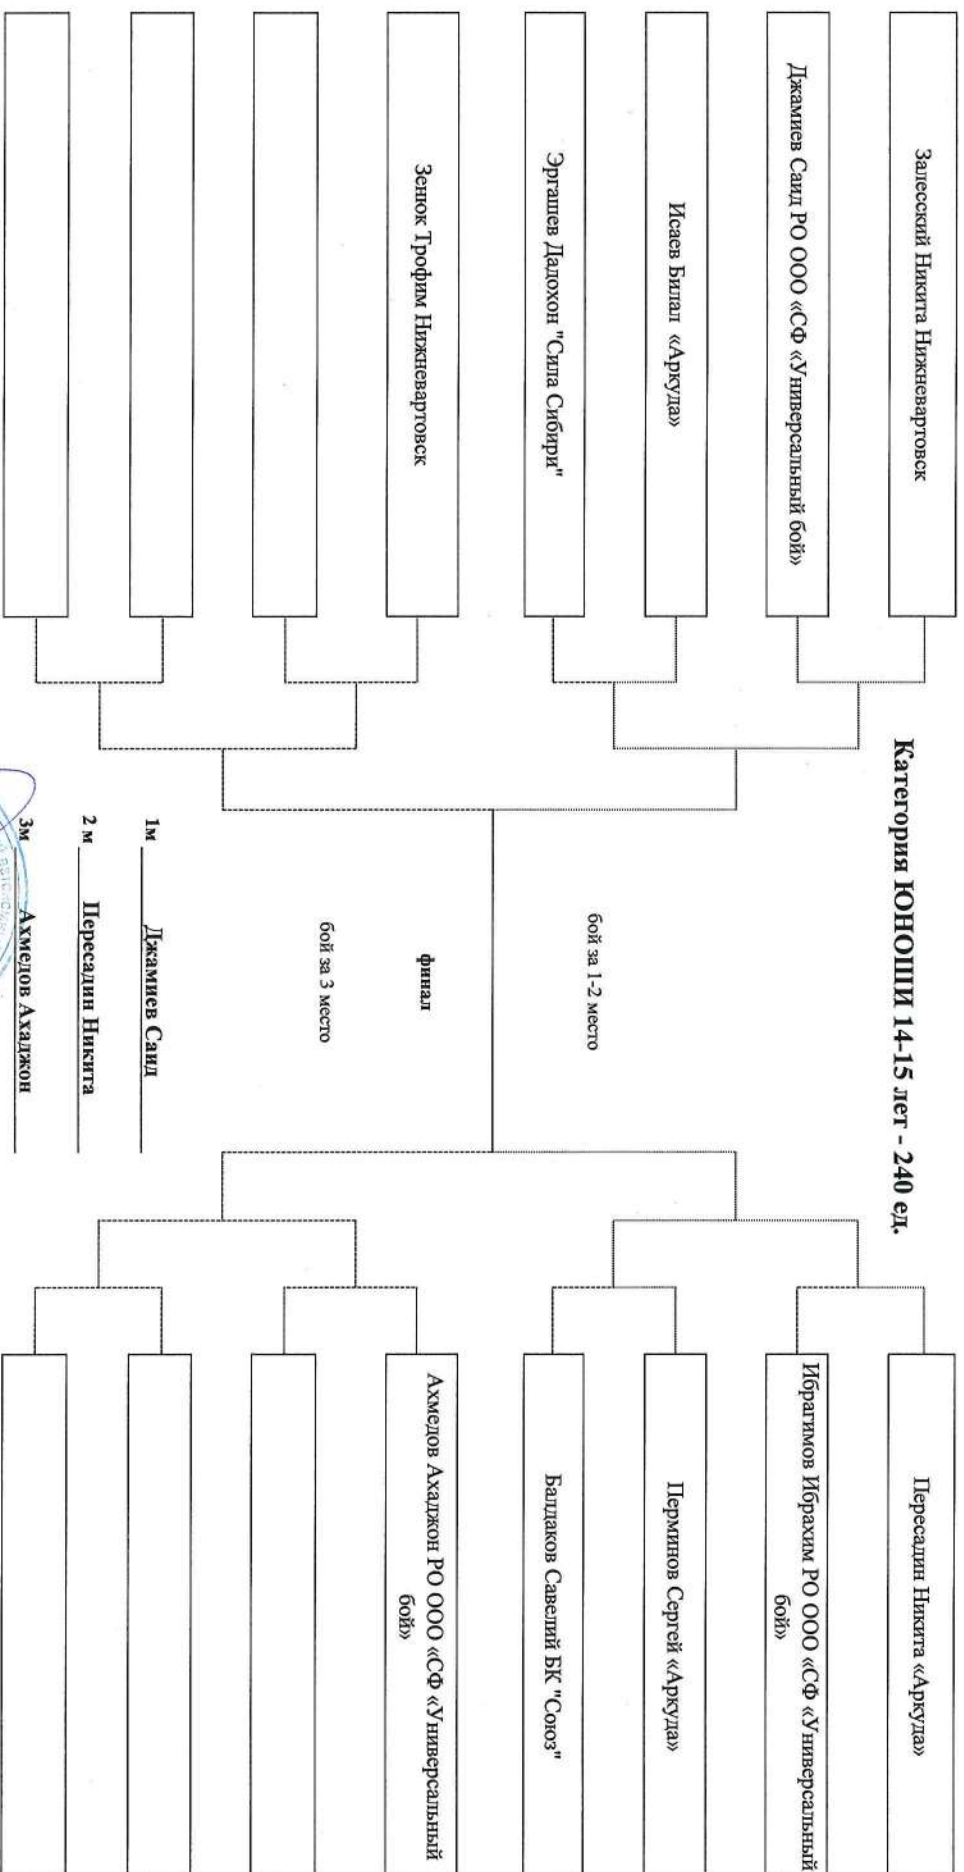 Категория ЮНОШИ 14-15 лет - 240 ед.
Залесский Никита Нижневартовск
Джамиев Саид РО ООО «СФ «Универсальный бой»
Исаев Билал «Аркуда»
Эргашев Дадохон "Сила Сибири"
Зенюк Трофим Нижневартовск
бой за 1-2 место
финал
бой за 3 место
1м Джамиев Саид
2 м Пересадин Никита
3м Ахмедов Ахаджон
Пересадин Никита «Аркуда»
Ибрагимов Ибрахим РО ООО «СФ «Универсальный
бой»
Перминов Сергей «Аркуда»
Балдаков Савелий БК "Союз"
Ахмедов Ахаджон РО ООО «СФ «Универсальный
бой»